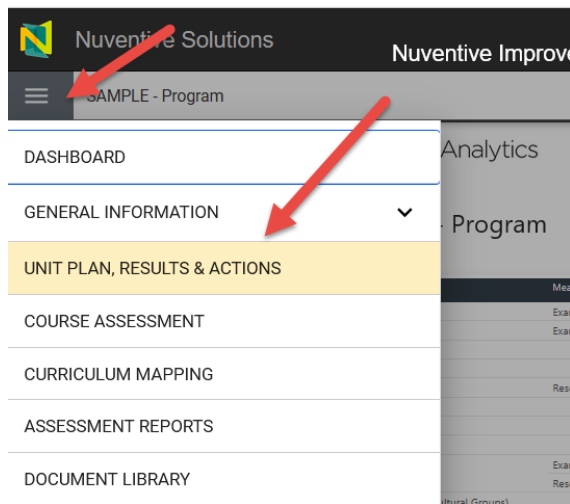 Nuventive Solutions
Nuventive Improve
SAMPLE - Program
DASHBOARD
Analytics
GENERAL INFORMATION
- Program
UNIT PLAN, RESULTS & ACTIONS
COURSE ASSESSMENT
CURRICULUM MAPPING
ASSESSMENT REPORTS
DOCUMENT LIBRARY
Groups)